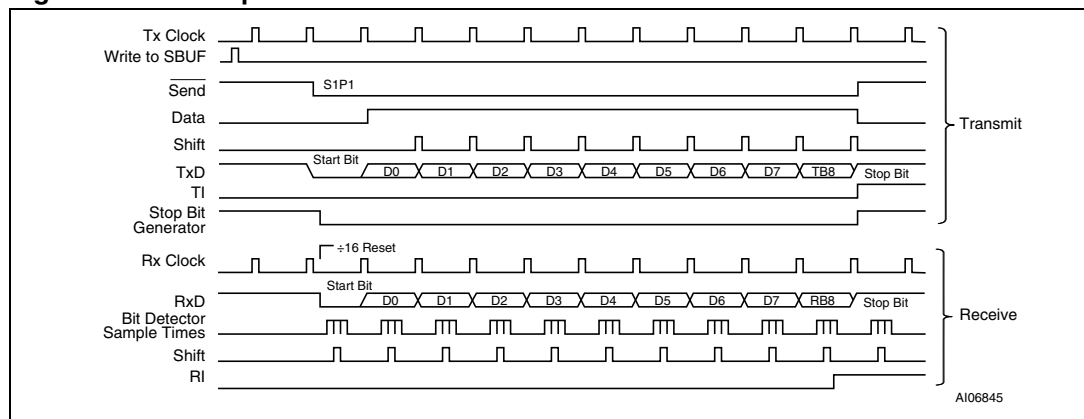 Tx Clock
Write to SBUF
Send
S1P1
Data
Shift
Start Bit
TxD
D0 D1 D2 D3 D4 D5 D6 D7 TB8 Stop Bit
TI
Stop Bit
Generator
Transmit
÷16 Reset
Rx Clock
Start Bit
RxD
D0 D1 D2 D3 D4 D5 D6 D7 RB8 Stop Bit
Bit Detector
Sample Times
Shift
RI
Receive
AI06845